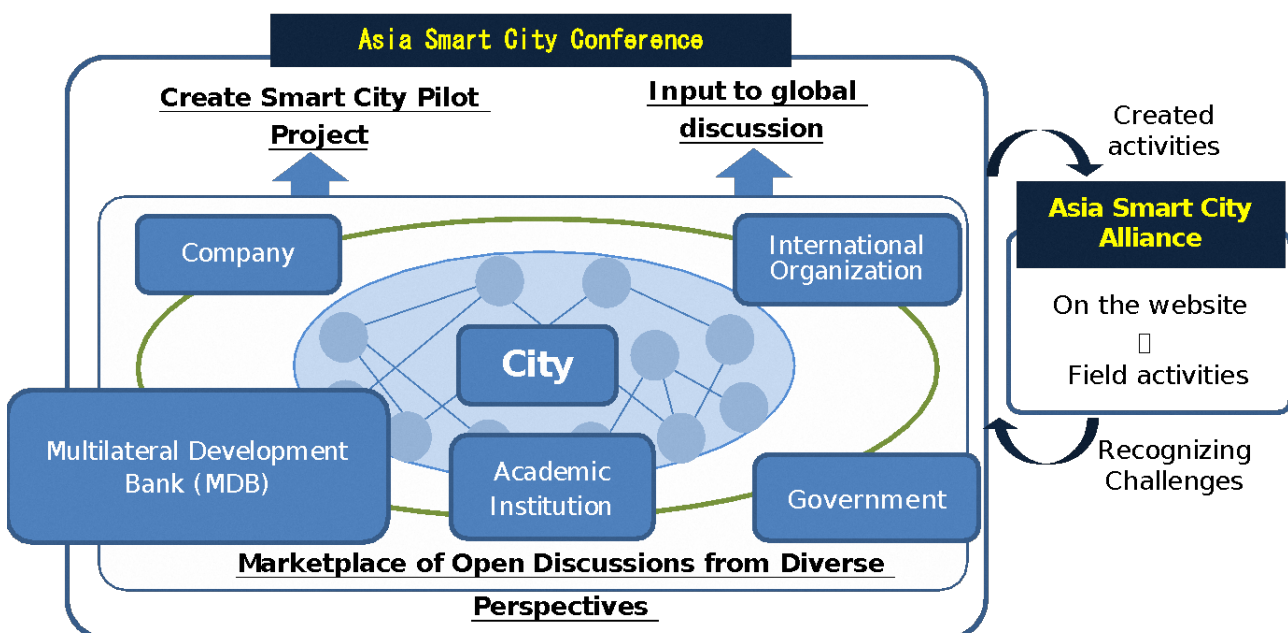 Asia Smart City Conference
Create Smart City Pilot
Project
Input to global
discussion
Created
activities
Company
International
Organization
Asia Smart City
Alliance
On the website
Field activities
City
Multilateral Development
Bank (MDB)
Academic
Institution
Government
Recognizing
Challenges
Marketplace of Open Discussions from Diverse
Perspectives